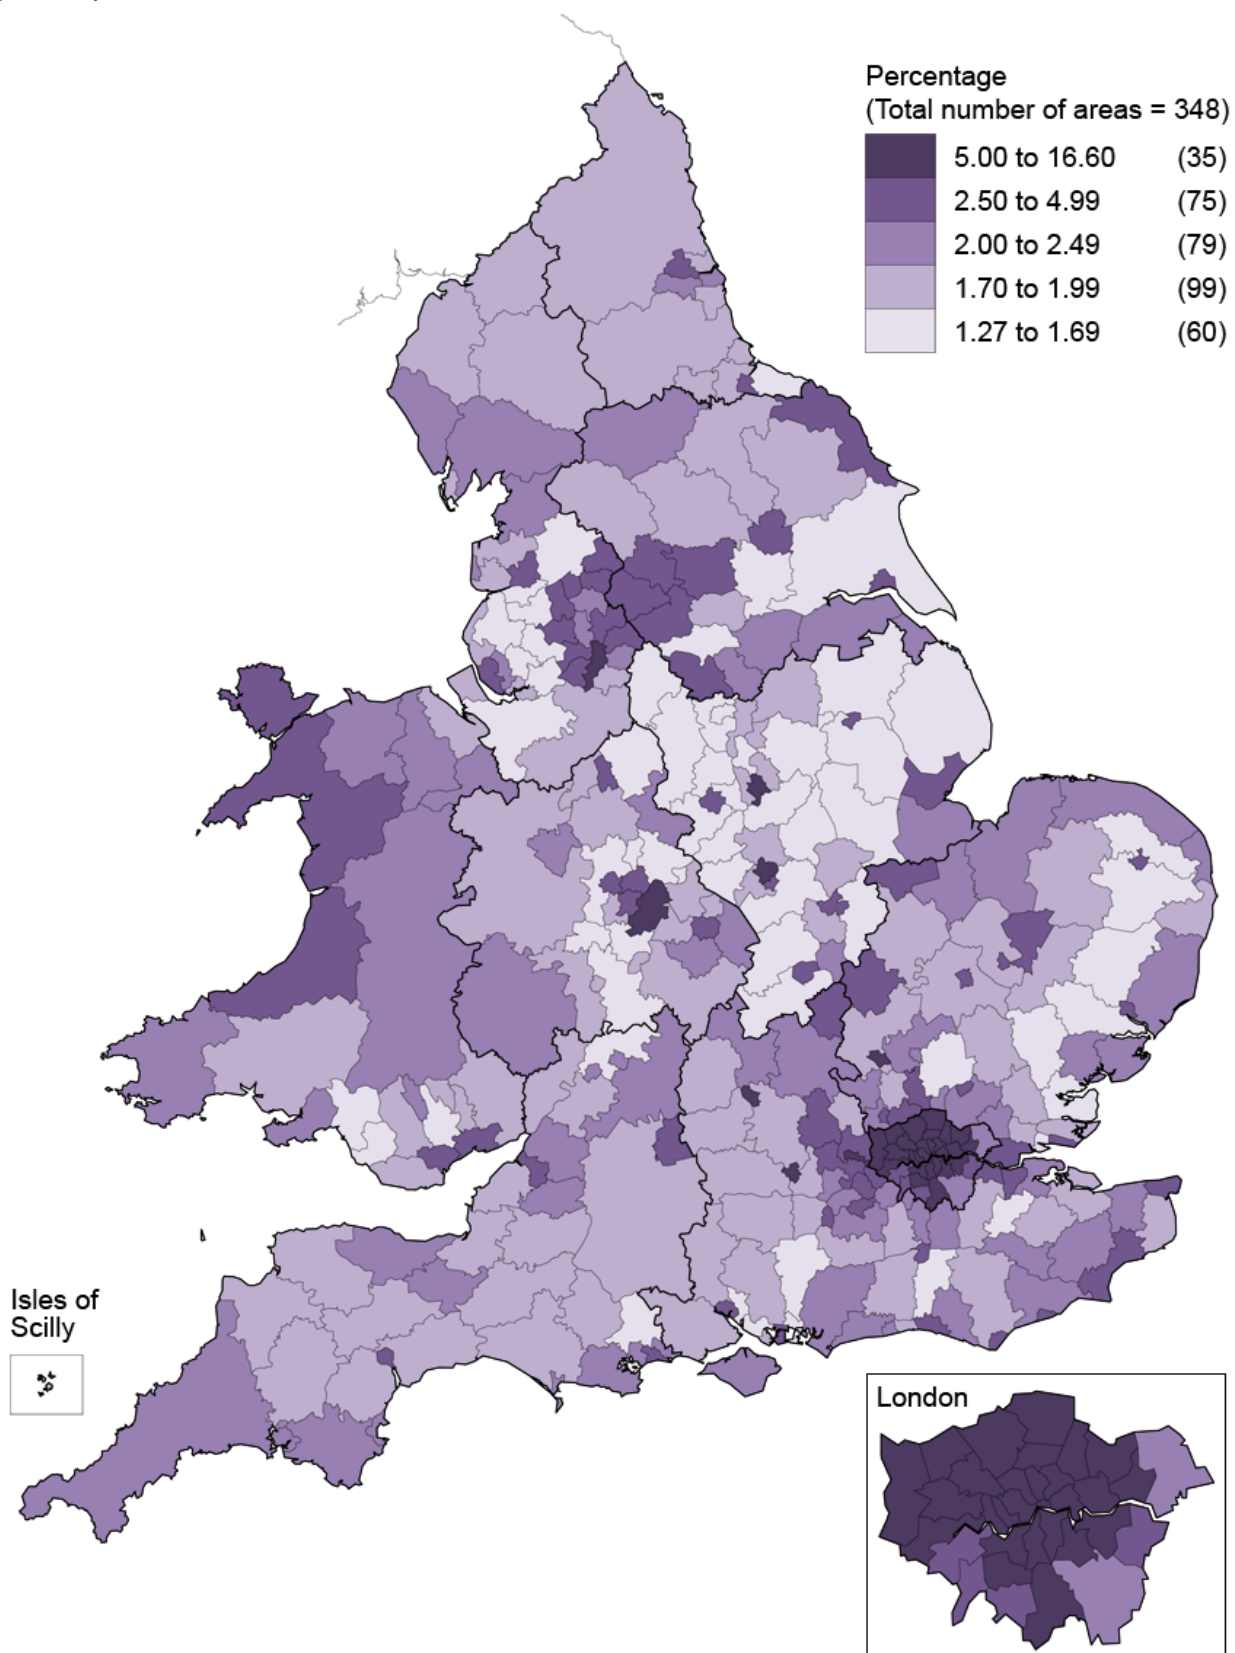 Percentage
(Total number of areas = 348)
5.00 to 16.60 (35)
2.50 to 4.99 (75)
2.00 to 2.49 (79)
1.70 to 1.99 (99)
1.27 to 1.69 (60)
Isles of
Scilly
London